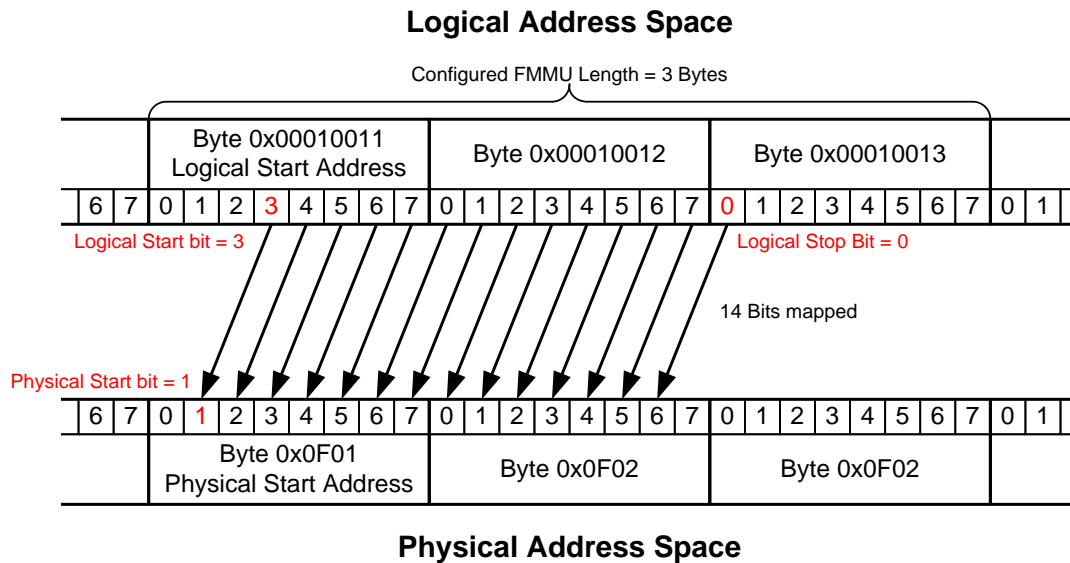 Logical Address Space
Configured FMMU Length = 3 Bytes
Byte 0x00010011 Byte 0x00010012 Byte 0x00010013
Logical Start Address
6 7 0 1 2 3 4 5 6 7 0 1 2 3 4 5 6 7 0 1 2 3 4 5 6 7 0 1
Logical Start bit = 3 Logical Stop Bit = 0
14 Bits mapped
Physical Start bit = 1
6 7 0 1 2 3 4 5 6 7 0 1 2 3 4 5 6 7 0 1 2 3 4 5 6 7 0 1
Byte 0x0F01 Byte 0x0F02 Byte 0x0F02
Physical Start Address
Physical Address Space